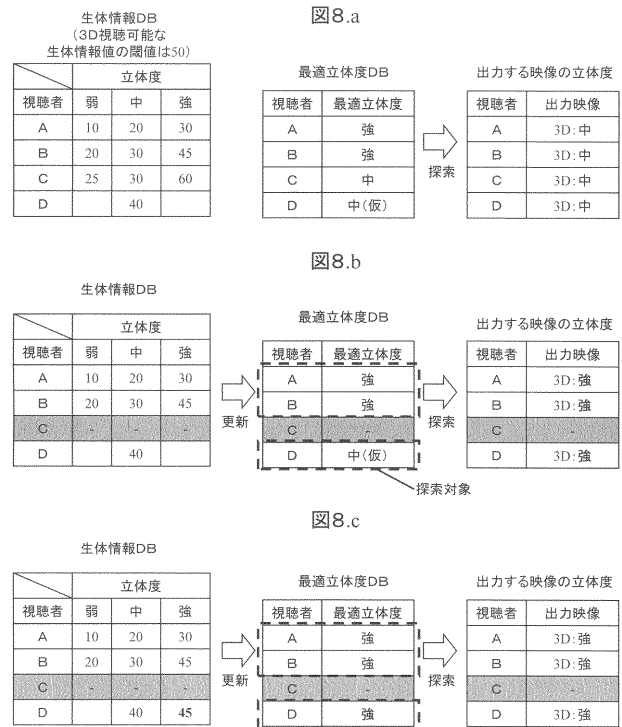 図8.a
生体情報DB
(3D視聴可能な
生体情報値の閾値は50)
立体度
視聴者 弱 中 強
A 10 20 30
B 20 30 45
C 25 30 60
D 40
最適立体度DB
視聴者 最適立体度
A 強
B 強
C 中
D 中(仮)
探索
出力する映像の立体度
視聴者 出力映像
A 3D:中
B 3D:中
C 3D:中
D 3D:中
図8.b
生体情報DB
立体度
視聴者 弱 中 強
A 10 20 30
B 20 30 45
C - - -
D 40
更新
最適立体度DB
視聴者 最適立体度
A 強
B 強
C -
D 中(仮)
探索対象
探索
出力する映像の立体度
視聴者 出力映像
A 3D:強
B 3D:強
C -
D 3D:強
図8.c
生体情報DB
立体度
視聴者 弱 中 強
A 10 20 30
B 20 30 45
C - - -
D 40 45
更新
最適立体度DB
視聴者 最適立体度
A 強
B 強
C -
D 強
探索
出力する映像の立体度
視聴者 出力映像
A 3D:強
B 3D:強
C -
D 3D:強